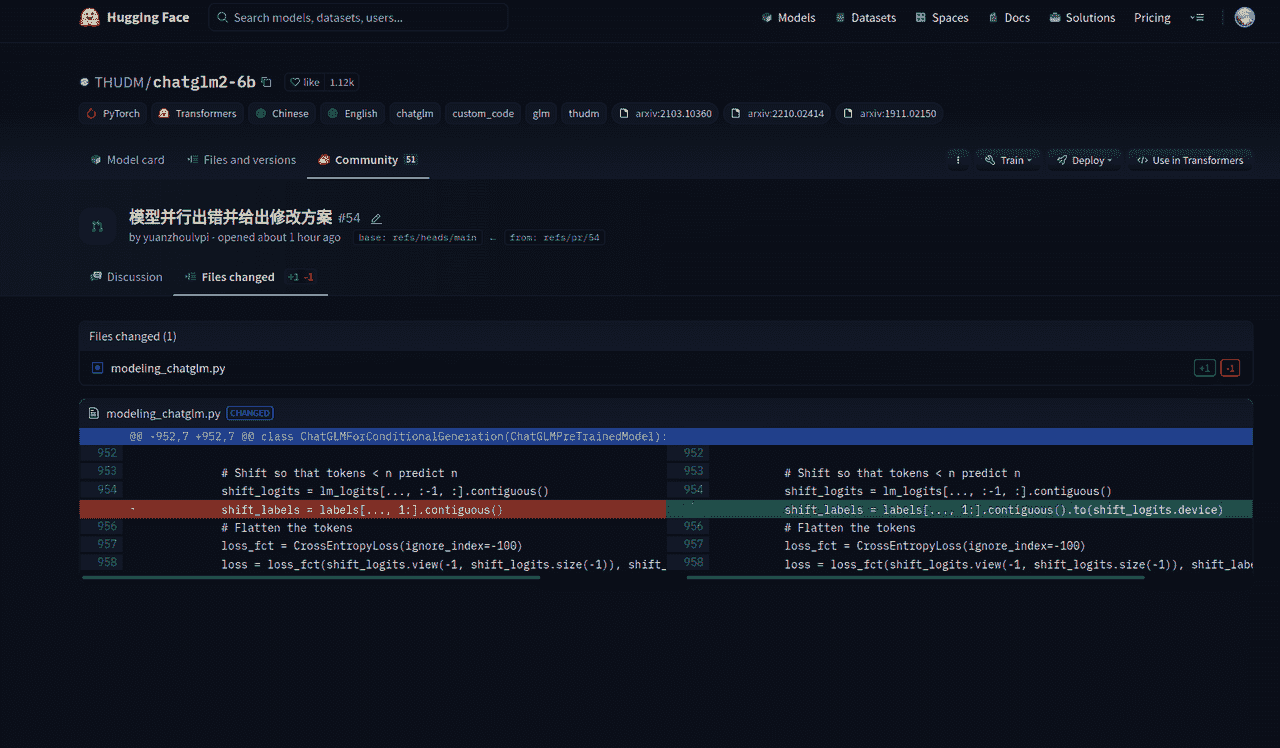 Hugging Face Search models, datasets, users... Models Datasets Spaces Docs Solutions Pricing
THUDM/chatglm2-6b like 1.12k
PyTorch Transformers Chinese English chatglm custom_code glm thudm arxiv:2103.10360 arxiv:2210.02414 arxiv:1911.02150
Model card Files and versions Community 51 Train Deploy </> Use in Transformers
模型并行出错并给出修改方案 #54
by yuanzhoulvpi - opened about 1 hour ago base: refs/heads/main ← from: refs/pr/54
Discussion Files changed +1 -1
Files changed (1)
modeling_chatglm.py +1 -1
modeling_chatglm.py CHANGED
@@ -952,7 +952,7 @@ class ChatGLMForConditionalGeneration(ChatGLMPreTrainedModel):
952 952
953 # Shift so that tokens < n predict n 953 # Shift so that tokens < n predict n
954 shift_logits = lm_logits[..., :-1, :].contiguous() 954 shift_logits = lm_logits[..., :-1, :].contiguous()
- shift_labels = labels[..., 1:].contiguous() shift_labels = labels[..., 1:].contiguous().to(shift_logits.device)
956 # Flatten the tokens 956 # Flatten the tokens
957 loss_fct = CrossEntropyLoss(ignore_index=-100) 957 loss_fct = CrossEntropyLoss(ignore_index=-100)
958 loss = loss_fct(shift_logits.view(-1, shift_logits.size(-1)), shift_ 958 loss = loss_fct(shift_logits.view(-1, shift_logits.size(-1)), shift_labe